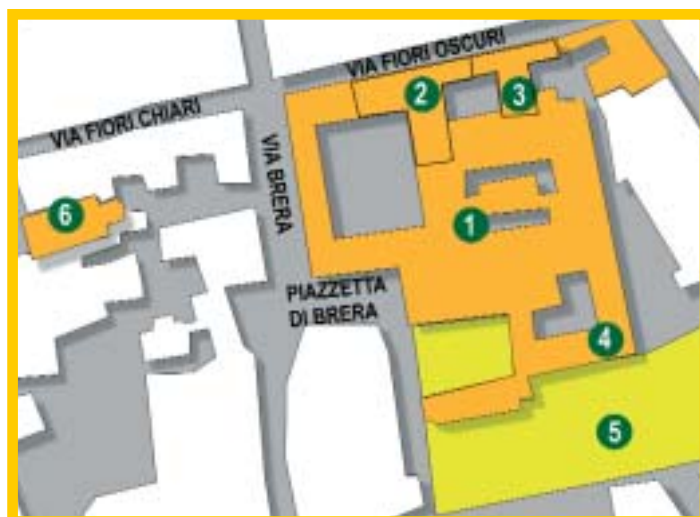 VIA FIORI OSCURI
2
3
VIA FIORI CHIARI
VIA BRERA
6
1
PIAZZETTA
DI BRERA
4
5